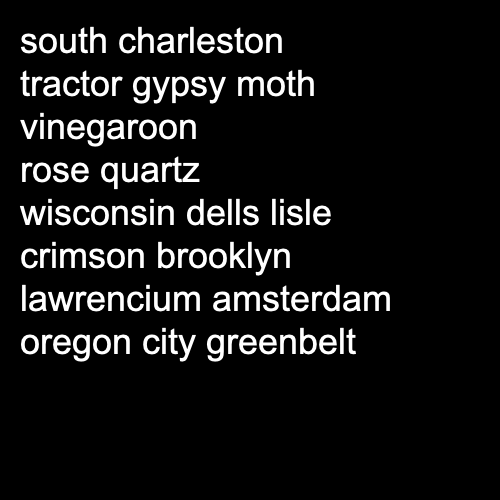 south charleston
tractor gypsy moth
vinegaroon
rose quartz
wisconsin dells lisle
crimson brooklyn
lawrencium amsterdam
oregon city greenbelt